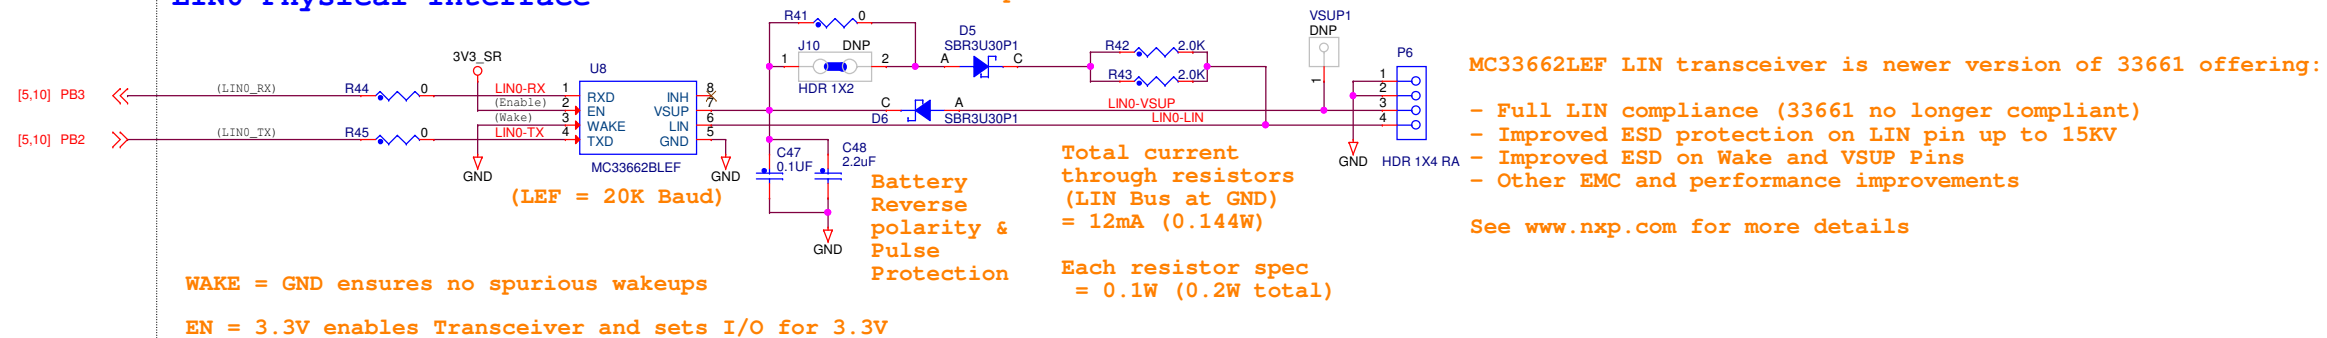 LIN0 Physical Interface
R41 0
VSUP1
DNP
D5
SBR3U30P1
J10 DNP
1 2
HDR 1X2
A C
R42 2.0K
R43 2.0K
P6
3V3_SR
U8
[5,10] PB3
(LIN0_RX)
R44 0
LIN0-RX 1
(Enable) 2
(Wake) 3
LIN0-TX 4
[5,10] PB2
(LIN0_TX)
R45 0
RXD
EN
WAKE
TXD
INH
VSUP
LIN
GND
8
7
6
5
MC33662BLEF
GND
GND
(LEF = 20K Baud)
C A
D6 SBR3U30P1
LIN0-VSUP
LIN0-LIN
1
1
2
3
4
GND
HDR 1X4 RA
C47
0.1UF
C48
2.2uF
GND
Battery
Reverse
polarity &
Pulse
Protection
Total current
through resistors
(LIN Bus at GND)
= 12mA (0.144W)
Each resistor spec
= 0.1W (0.2W total)
MC33662LEF LIN transceiver is newer version of 33661 offering:
- Full LIN compliance (33661 no longer compliant)
- Improved ESD protection on LIN pin up to 15KV
- Improved ESD on Wake and VSUP Pins
- Other EMC and performance improvements
See www.nxp.com for more details
WAKE = GND ensures no spurious wakeups
EN = 3.3V enables Transceiver and sets I/O for 3.3V